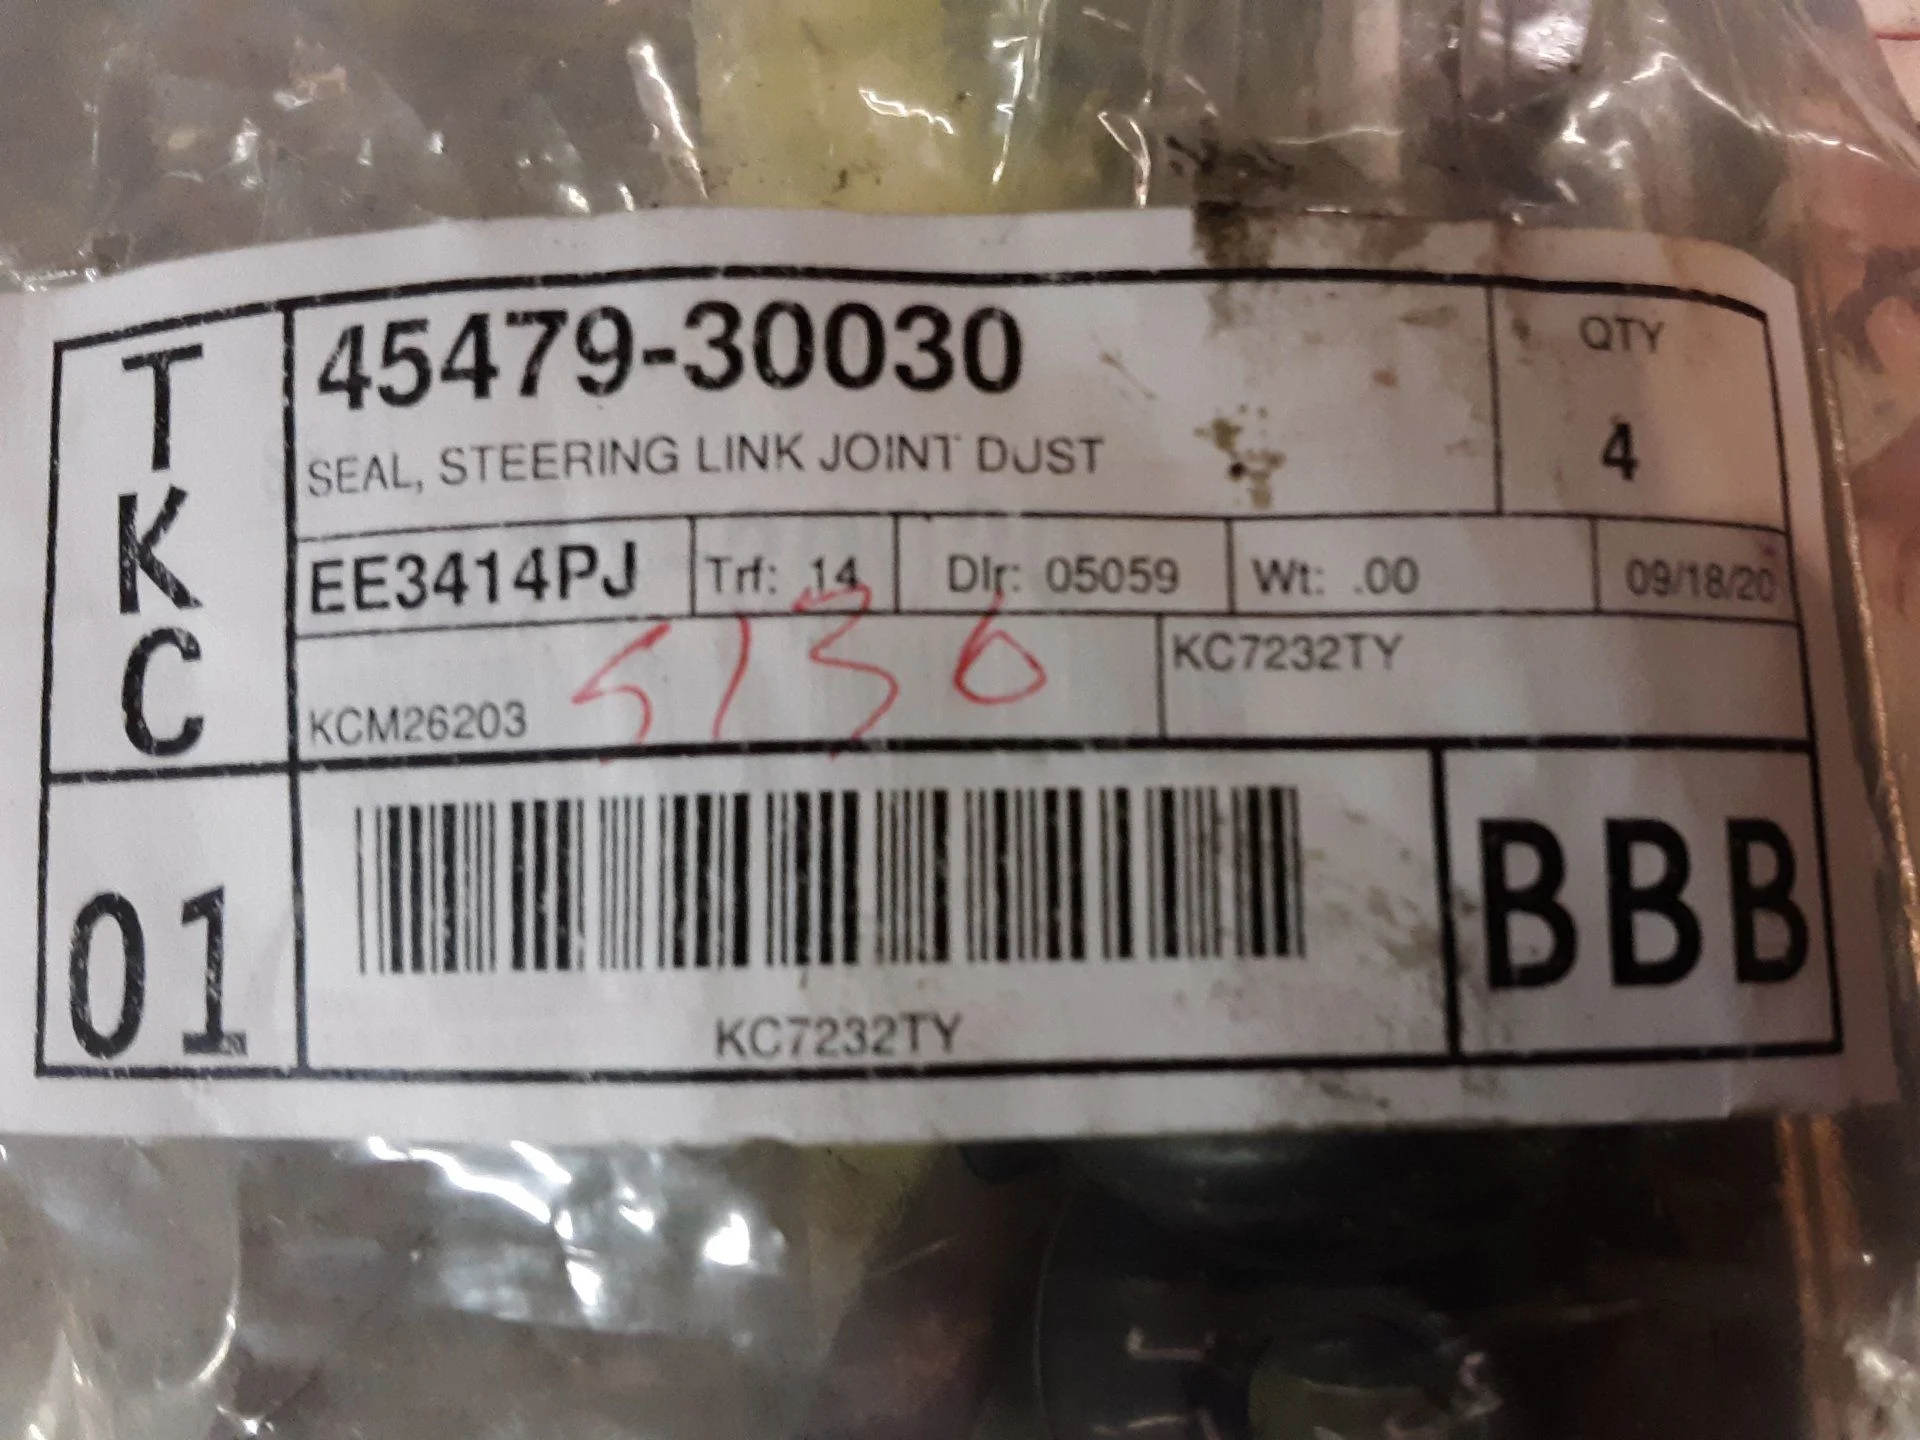 TKC
45479-30030
SEAL, STEERING LINK JOINT DUST
QTY
4
EE3414PJ
Trf: 14
Dlr: 05059
Wt: .00
09/18/20
5136
KCM26203
KC7232TY
01
KC7232TY
BBB